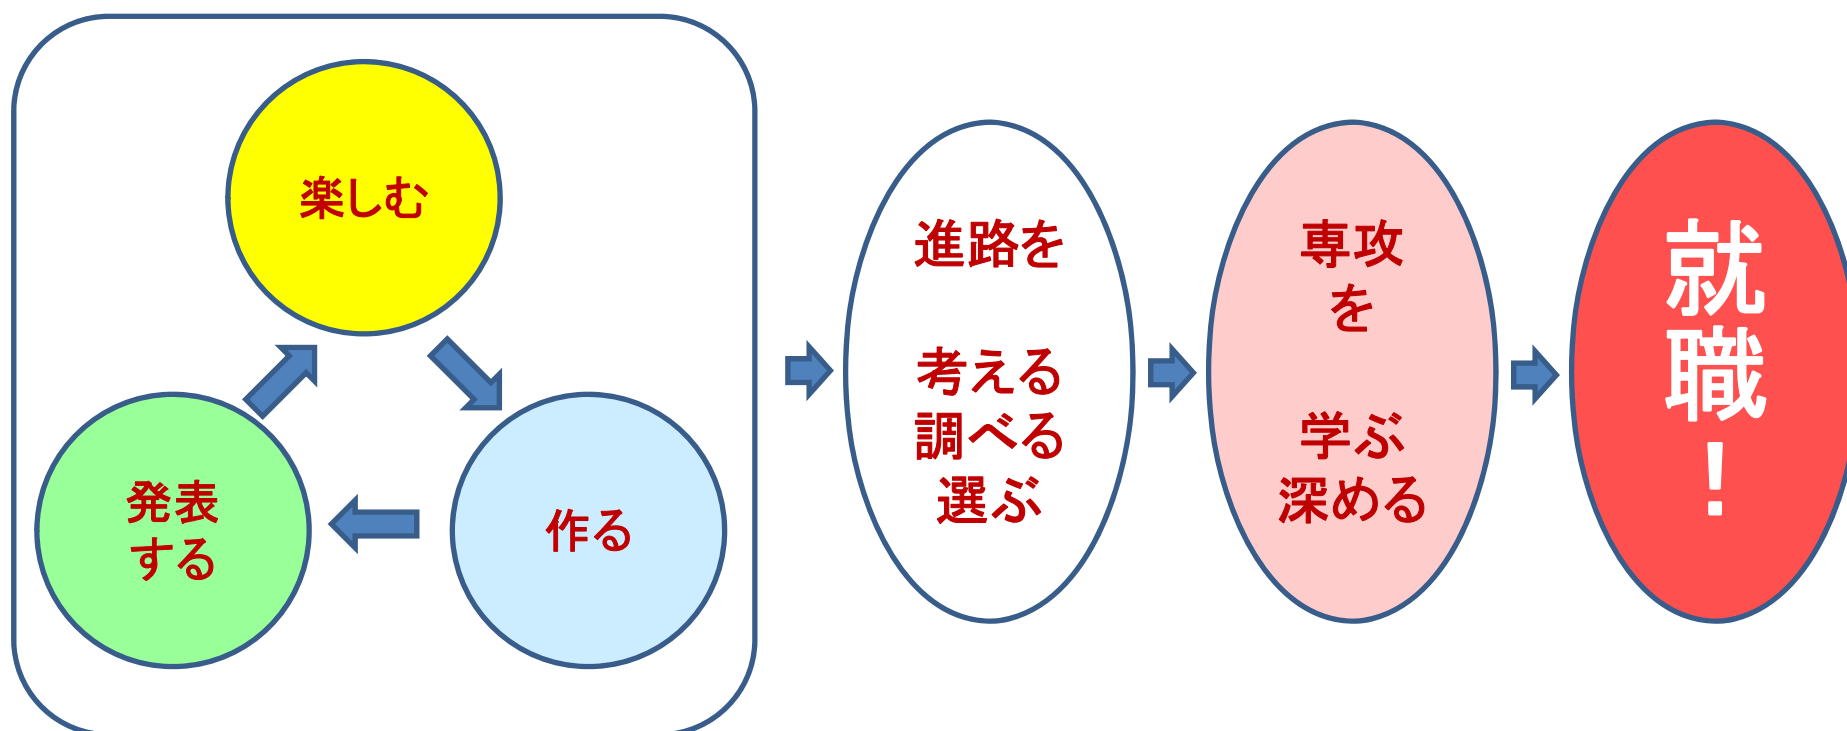 楽しむ
作る
発表
する
進路を
考える
調べる
選ぶ
専攻
を
学ぶ
深める
就
職
！